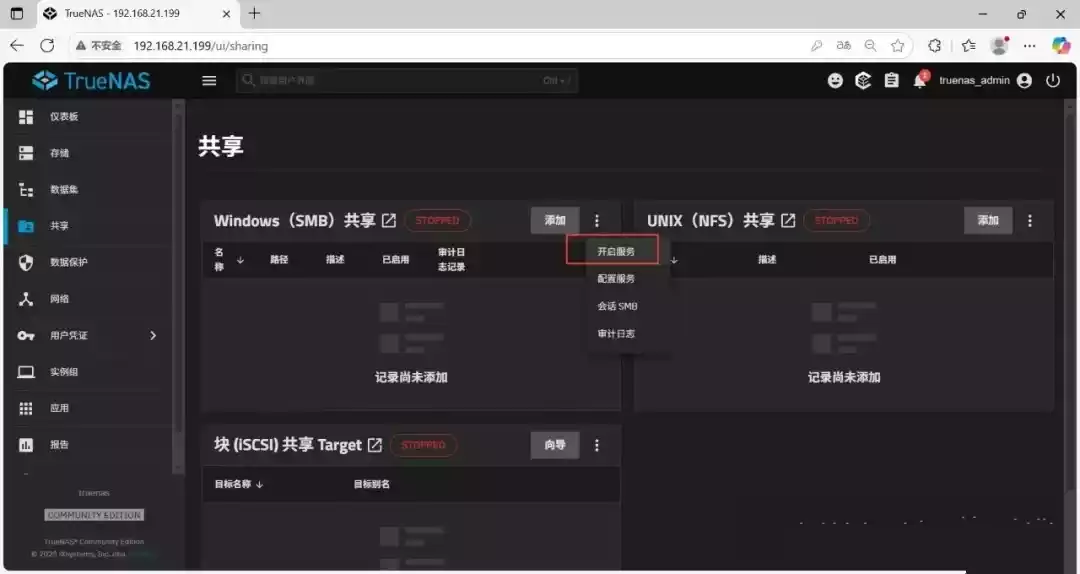 TrueNAS - 192.168.21.199
不安全 192.168.21.199/ui/sharing
TrueNAS
搜索用户界面 Ctrl + /
1
truenas_admin
仪表板
存储
数据集
共享
数据保护
网络
用户凭证
实例组
应用
报告
truenas
COMMUNITY EDITION
TrueNAS® Community Edition
共享
Windows（SMB）共享 STOPPED 添加
名称 路径 描述 已启用 审计日志记录
开启服务
配置服务
会话 SMB
审计日志
记录尚未添加
UNIX（NFS）共享 STOPPED 添加
描述 已启用
记录尚未添加
块 (iSCSI) 共享 Target STOPPED 向导
目标名称 目标别名